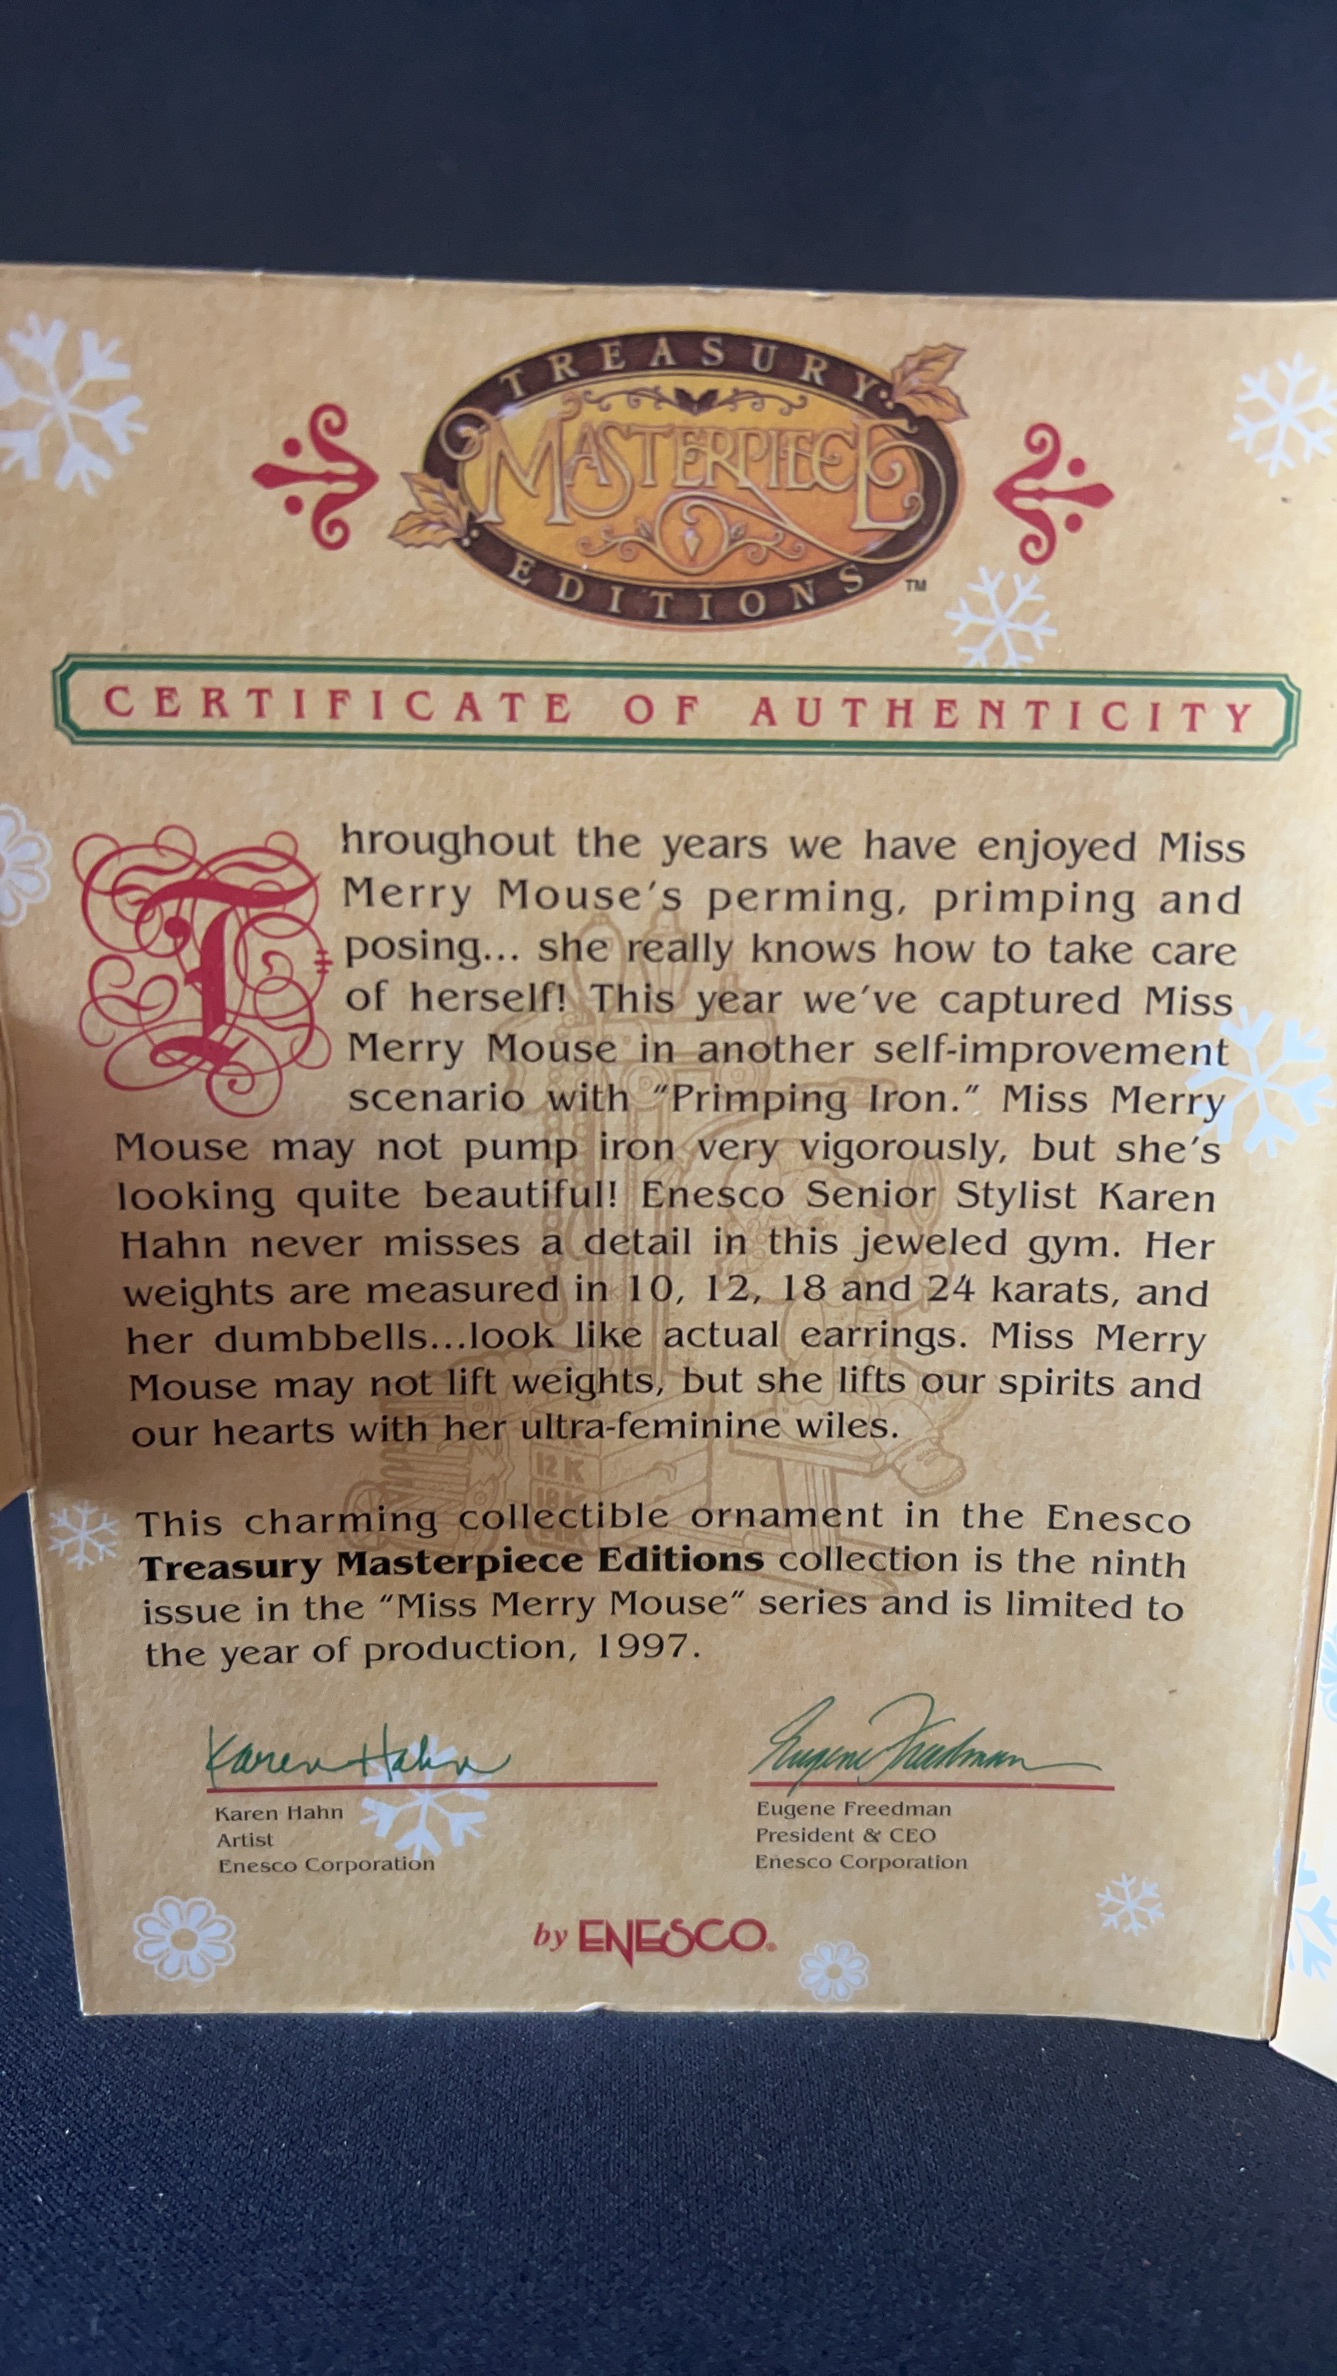 TREASURY
MASTERPIECE
EDITIONS™
CERTIFICATE OF AUTHENTICITY
Throughout the years we have enjoyed Miss
Merry Mouse's perming, primping and
posing... she really knows how to take care
of herself! This year we've captured Miss
Merry Mouse in another self-improvement
scenario with "Primping Iron." Miss Merry
Mouse may not pump iron very vigorously, but she's
looking quite beautiful! Enesco Senior Stylist Karen
Hahn never misses a detail in this jeweled gym. Her
weights are measured in 10, 12, 18 and 24 karats, and
her dumbbells...look like actual earrings. Miss Merry
Mouse may not lift weights, but she lifts our spirits and
our hearts with her ultra-feminine wiles.
12 K
18 K
This charming collectible ornament in the Enesco
Treasury Masterpiece Editions collection is the ninth
issue in the "Miss Merry Mouse" series and is limited to
the year of production, 1997.
Karen Hahn
Eugene Freedman
Karen Hahn
Artist
Enesco Corporation
Eugene Freedman
President & CEO
Enesco Corporation
by ENESCO®